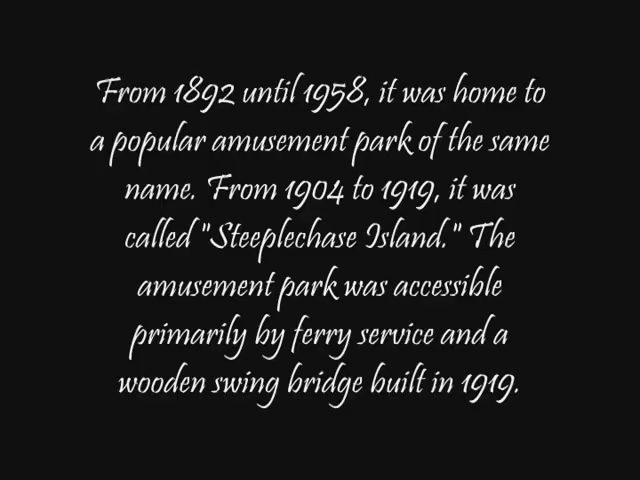 From 1892 until 1958, it was home to
a popular amusement park of the same
name. From 1904 to 1919, it was
called "Steeplechase Island." The
amusement park was accessible
primarily by ferry service and a
wooden swing bridge built in 1919.